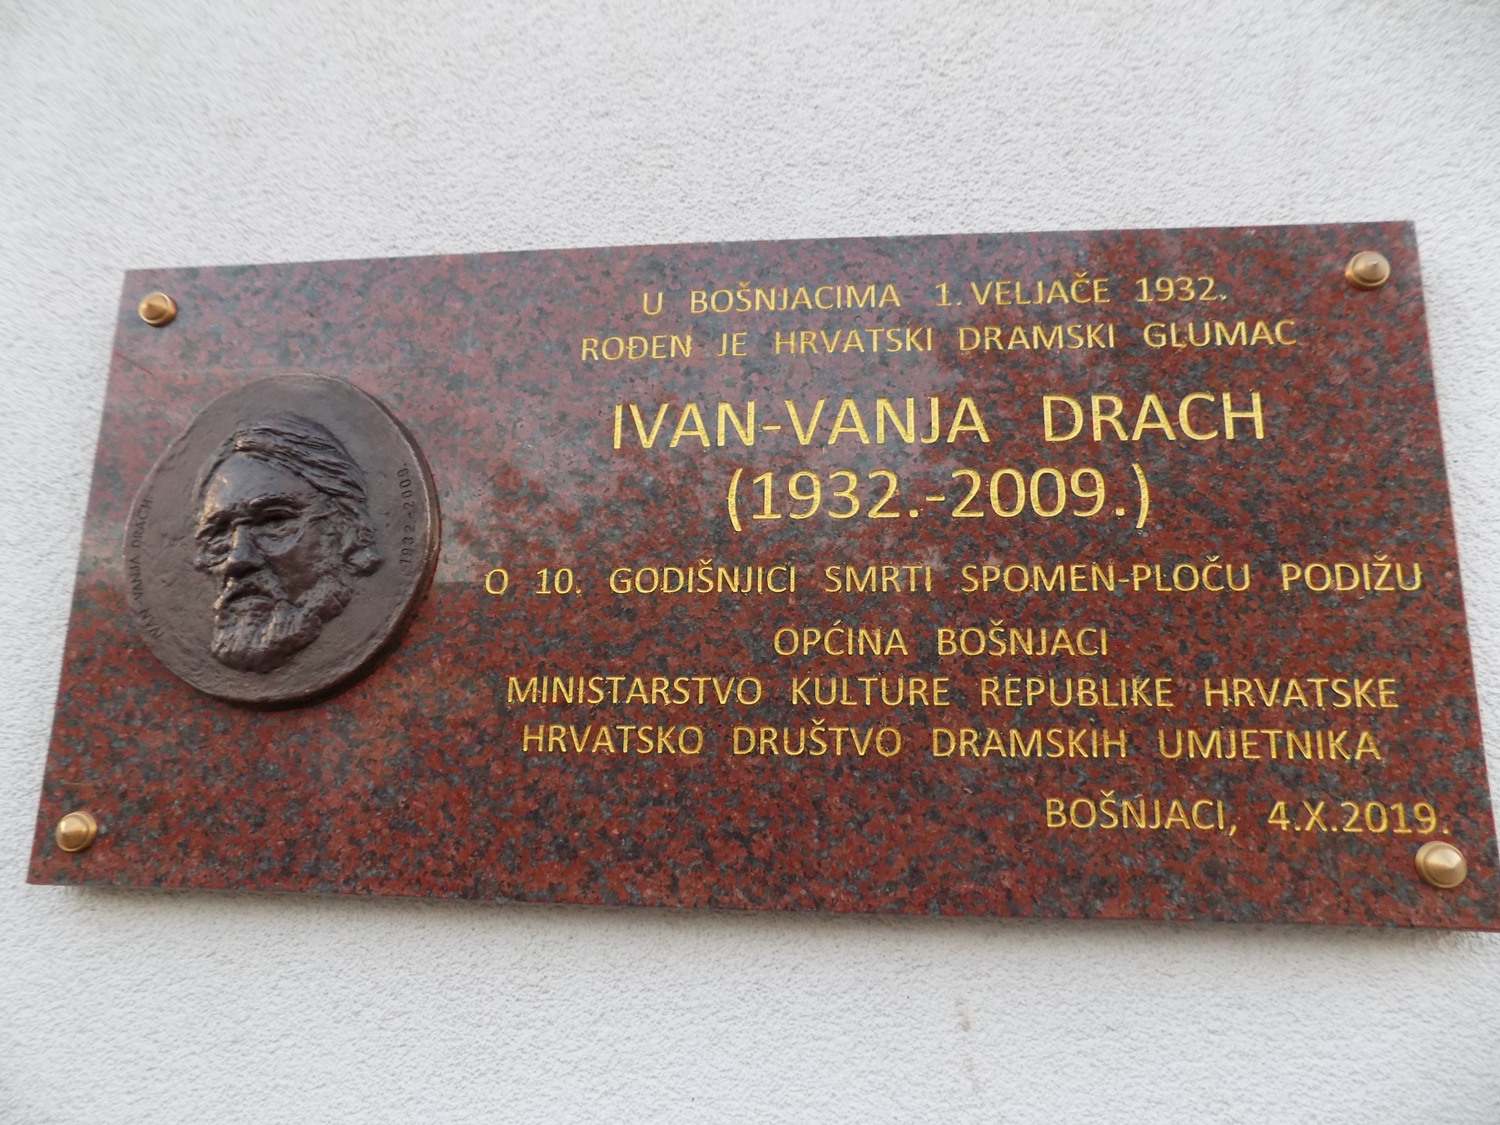 U BOŠNJACIMA 1. VELJAČE 1932.
ROĐEN JE HRVATSKI DRAMSKI GLUMAC
IVAN-VANJA DRACH
(1932.-2009.)
O 10. GODIŠNJICI SMRTI SPOMEN-PLOČU PODIŽU
OPĆINA BOŠNJACI
MINISTARSTVO KULTURE REPUBLIKE HRVATSKE
HRVATSKO DRUŠTVO DRAMSKIH UMJETNIKA
BOŠNJACI, 4.X.2019.
IVAN VANJA DRACH
1932.-2009.